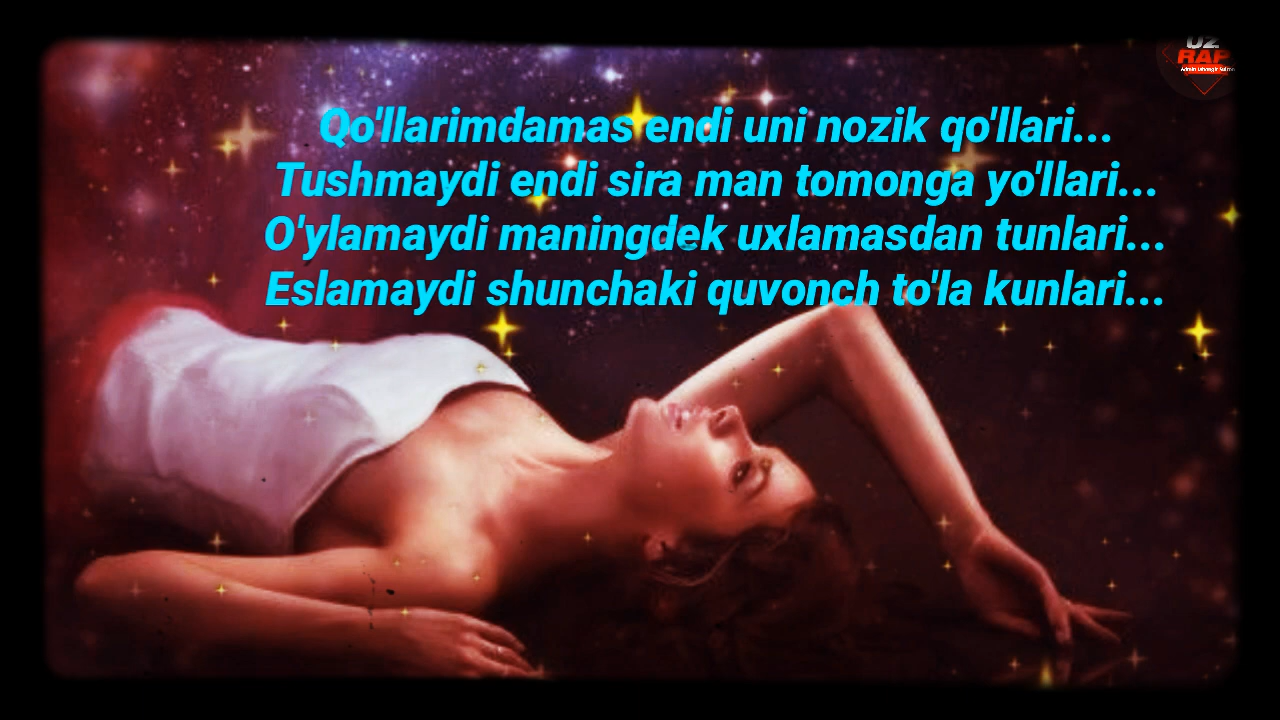 UZ
RAP
Qo'llarimdamas endi uni nozik qo'llari...
Tushmaydi endi sira man tomonga yo'llari...
O'ylamaydi maningdek uxlamasdan tunlari...
Eslamaydi shunchaki quvonch to'la kunlari...